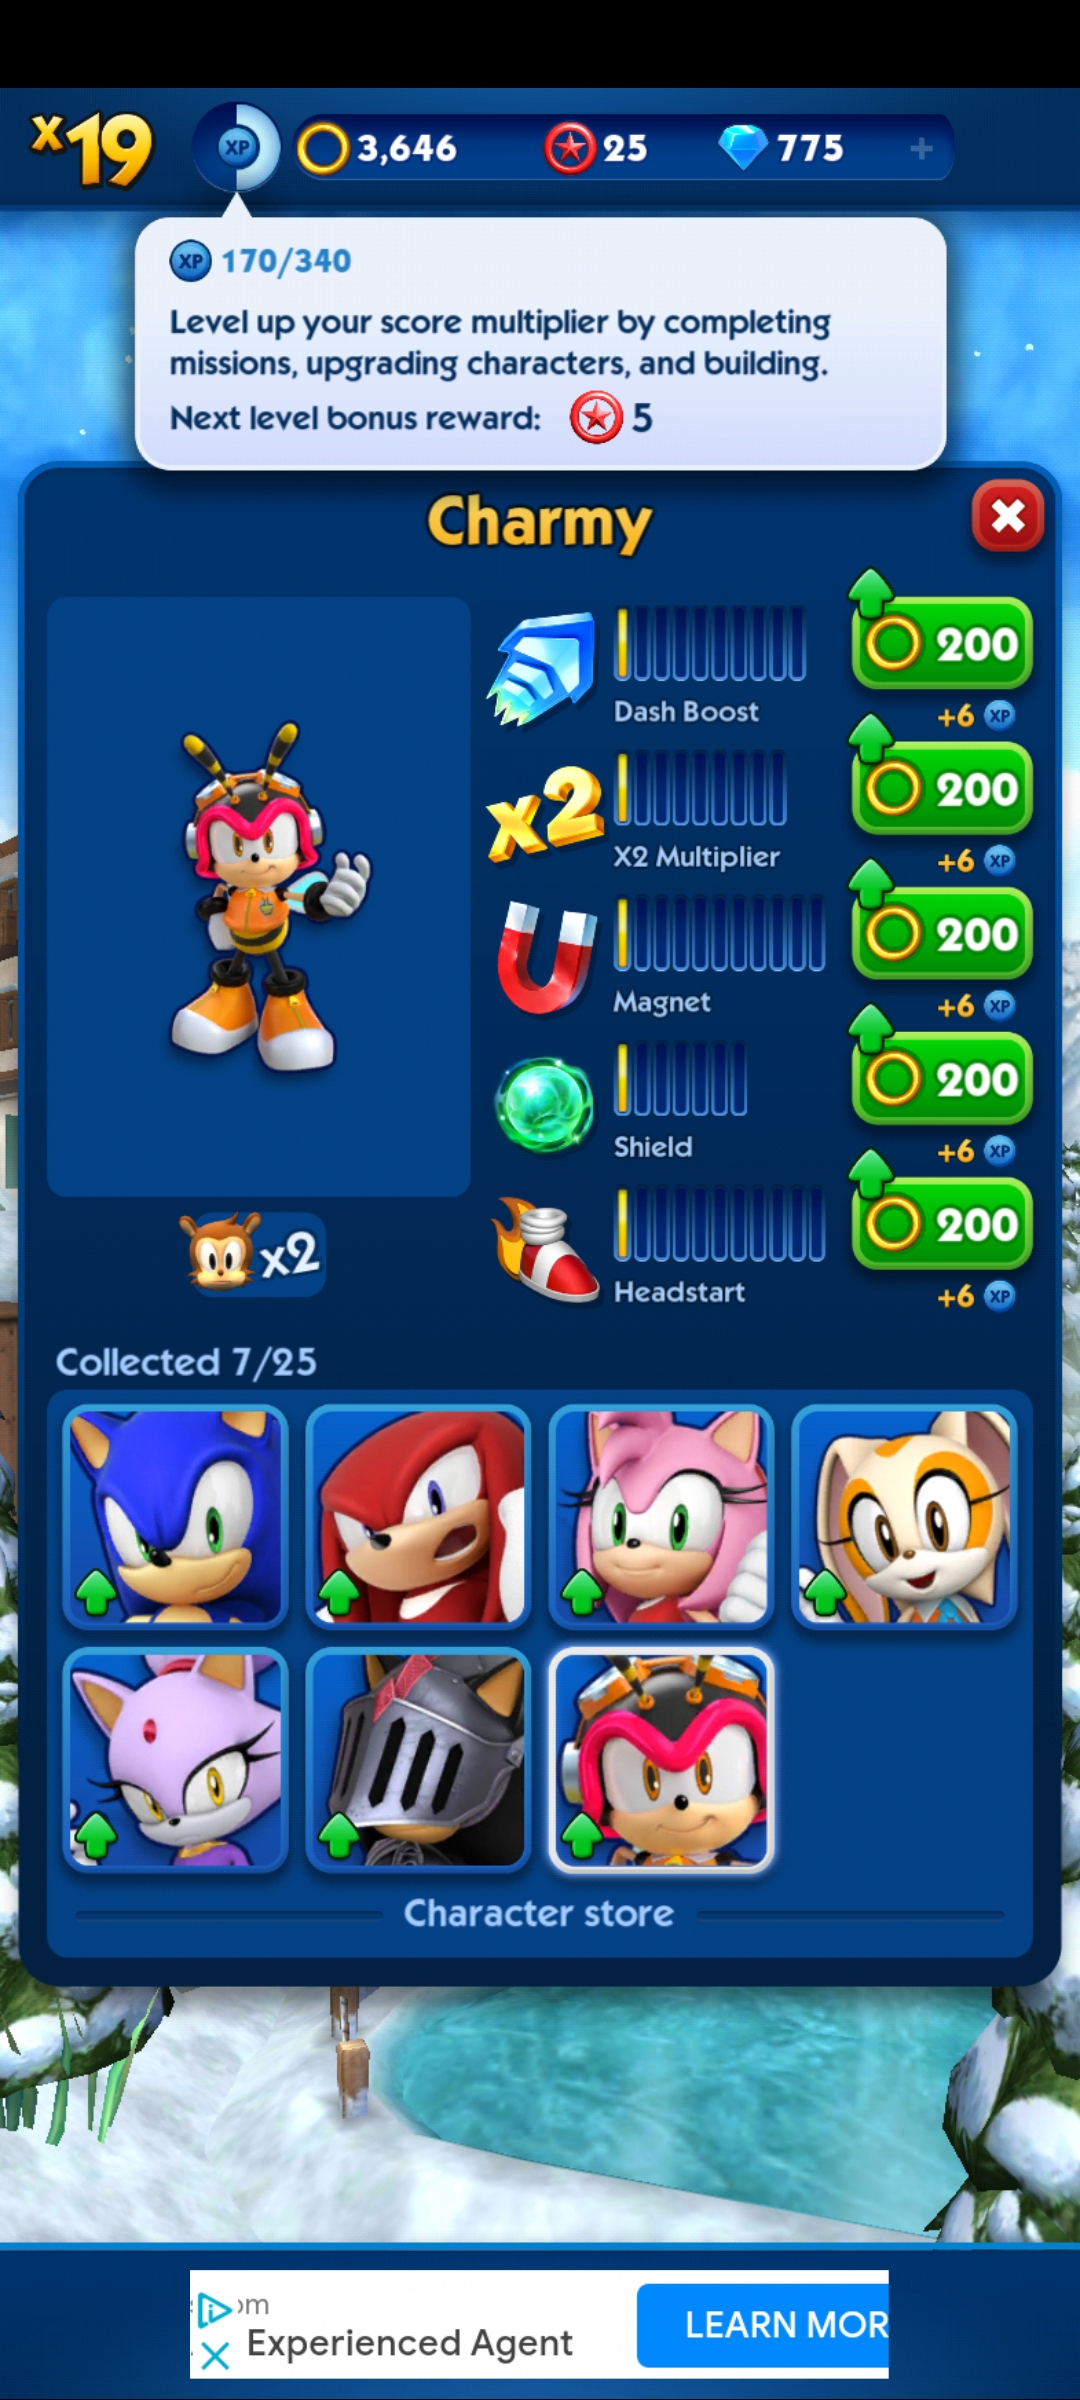 x19
XP
3,646
25
775
XP 170/340
Level up your score multiplier by completing
missions, upgrading characters, and building.
Next level bonus reward: 5
Charmy
200
Dash Boost
+6 XP
x2
200
X2 Multiplier
+6 XP
200
Magnet
+6 XP
200
Shield
+6 XP
x2
200
Headstart
+6 XP
Collected 7/25
Character store
om
Experienced Agent
LEARN MOR